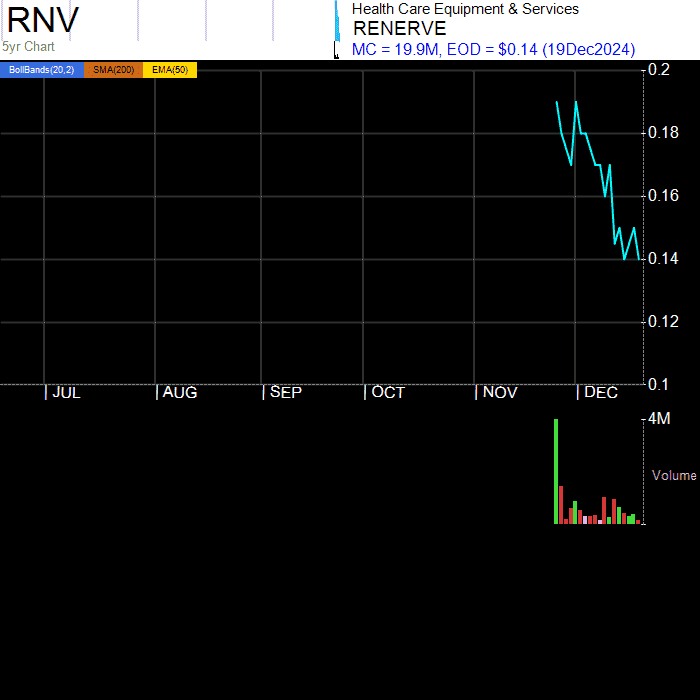 RNV
5yr Chart
Health Care Equipment & Services
RENERVE
MC = 19.9M, EOD = $0.14 (19Dec2024)
BollBands(20,2) SMA(200) EMA(50)
0.2
0.18
0.16
0.14
0.12
0.1
| JUL | AUG | SEP | OCT | NOV | DEC
4M
Volume